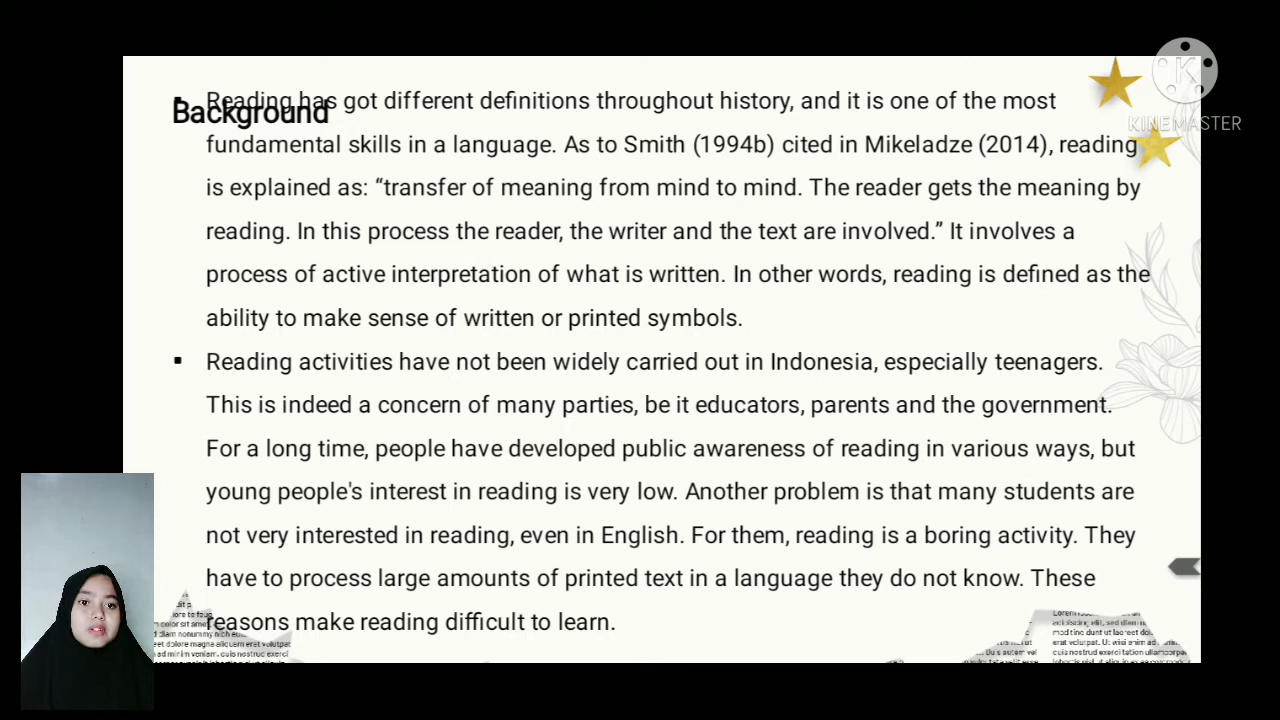 Background
Reading has got different definitions throughout history, and it is one of the most
fundamental skills in a language. As to Smith (1994b) cited in Mikeladze (2014), reading
is explained as: “transfer of meaning from mind to mind. The reader gets the meaning by
reading. In this process the reader, the writer and the text are involved.” It involves a
process of active interpretation of what is written. In other words, reading is defined as the
ability to make sense of written or printed symbols.
Reading activities have not been widely carried out in Indonesia, especially teenagers.
This is indeed a concern of many parties, be it educators, parents and the government.
For a long time, people have developed public awareness of reading in various ways, but
young people's interest in reading is very low. Another problem is that many students are
not very interested in reading, even in English. For them, reading is a boring activity. They
have to process large amounts of printed text in a language they do not know. These
reasons make reading difficult to learn.
KINEMASTER